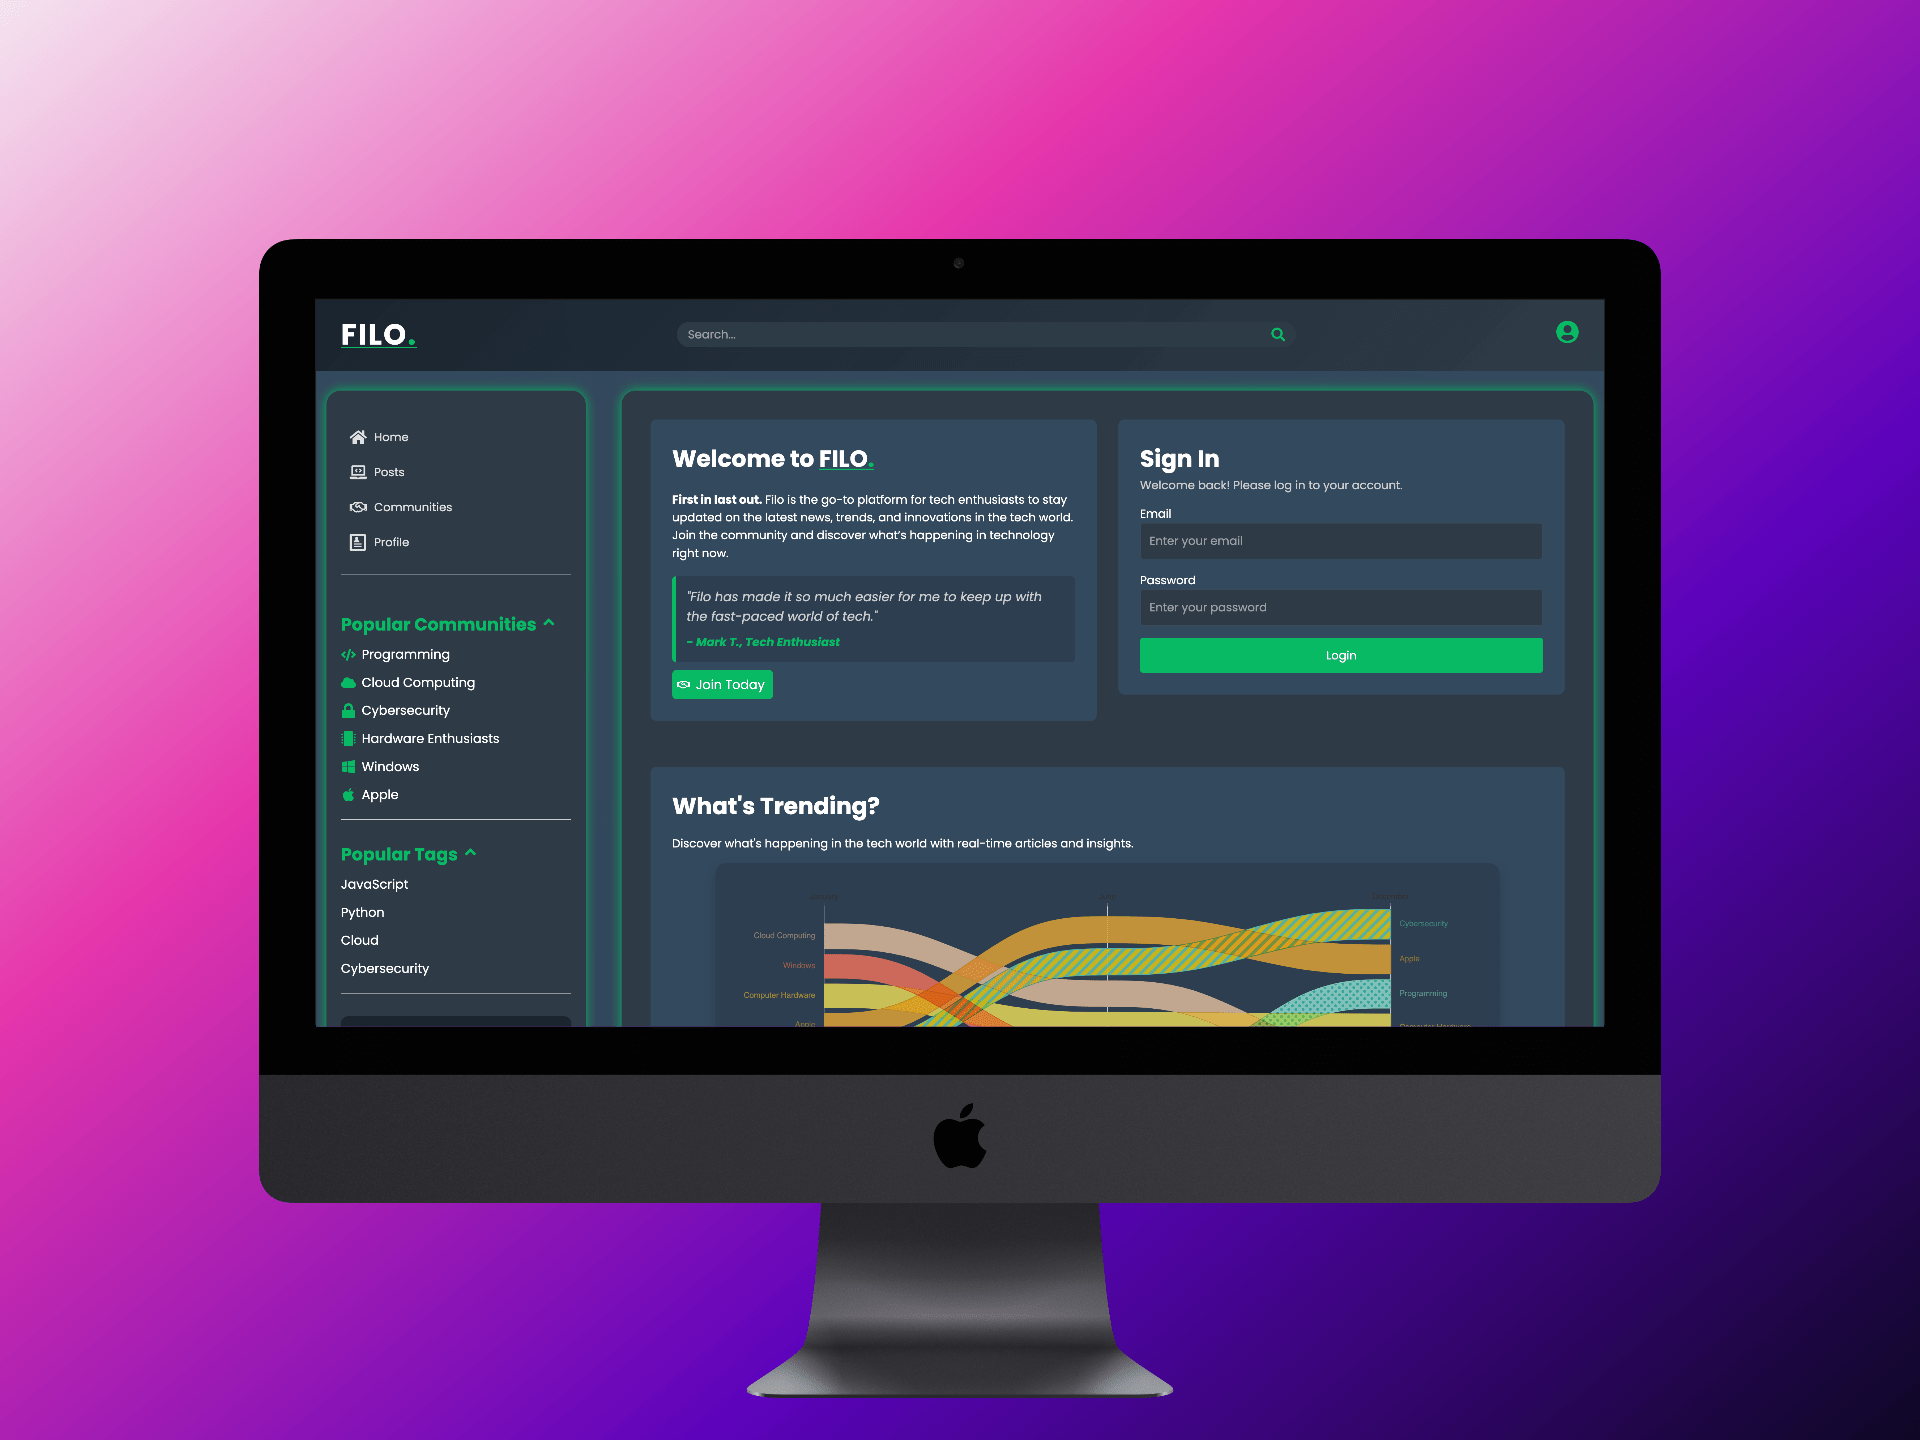 FILO.
Search...
Home
Posts
Communities
Profile
Popular Communities
Programming
Cloud Computing
Cybersecurity
Hardware Enthusiasts
Windows
Apple
Popular Tags
JavaScript
Python
Cloud
Cybersecurity
Welcome to FILO.
First in last out. Filo is the go-to platform for tech enthusiasts to stay
updated on the latest news, trends, and innovations in the tech world.
Join the community and discover what's happening in technology
right now.
"Filo has made it so much easier for me to keep up with
the fast-paced world of tech."
- Mark T., Tech Enthusiast
Join Today
Sign In
Welcome back! Please log in to your account.
Email
Enter your email
Password
Enter your password
Login
What's Trending?
Discover what's happening in the tech world with real-time articles and insights.
Cloud Computing
Windows
Computer Hardware
Apple
Cybersecurity
Apple
Programming
Computer Hardware